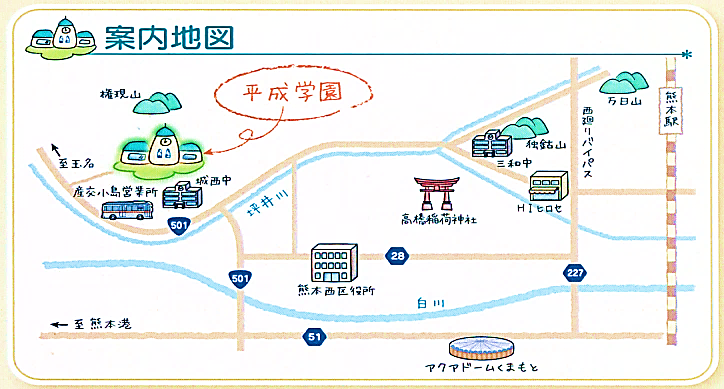 案内地図
権現山
平成学園
万日山
熊本駅
西廻りバイパス
独鈷山
三和中
至玉名
産交小島営業所
城西中
坪井川
HIヒロセ
高橋稲荷神社
501
28
501
227
熊本西区役所
白川
至熊本港
51
アクアドームくまもと